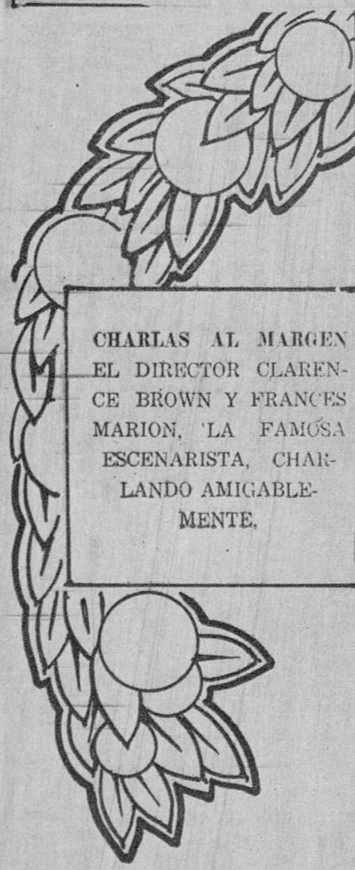 CHARLAS AL MARGEN
EL DIRECTOR CLAREN-
CE BROWN Y FRANCES
MARION, LA FAMOSA
ESCENARISTA, CHAR-
LANDO AMIGABLE-
MENTE.